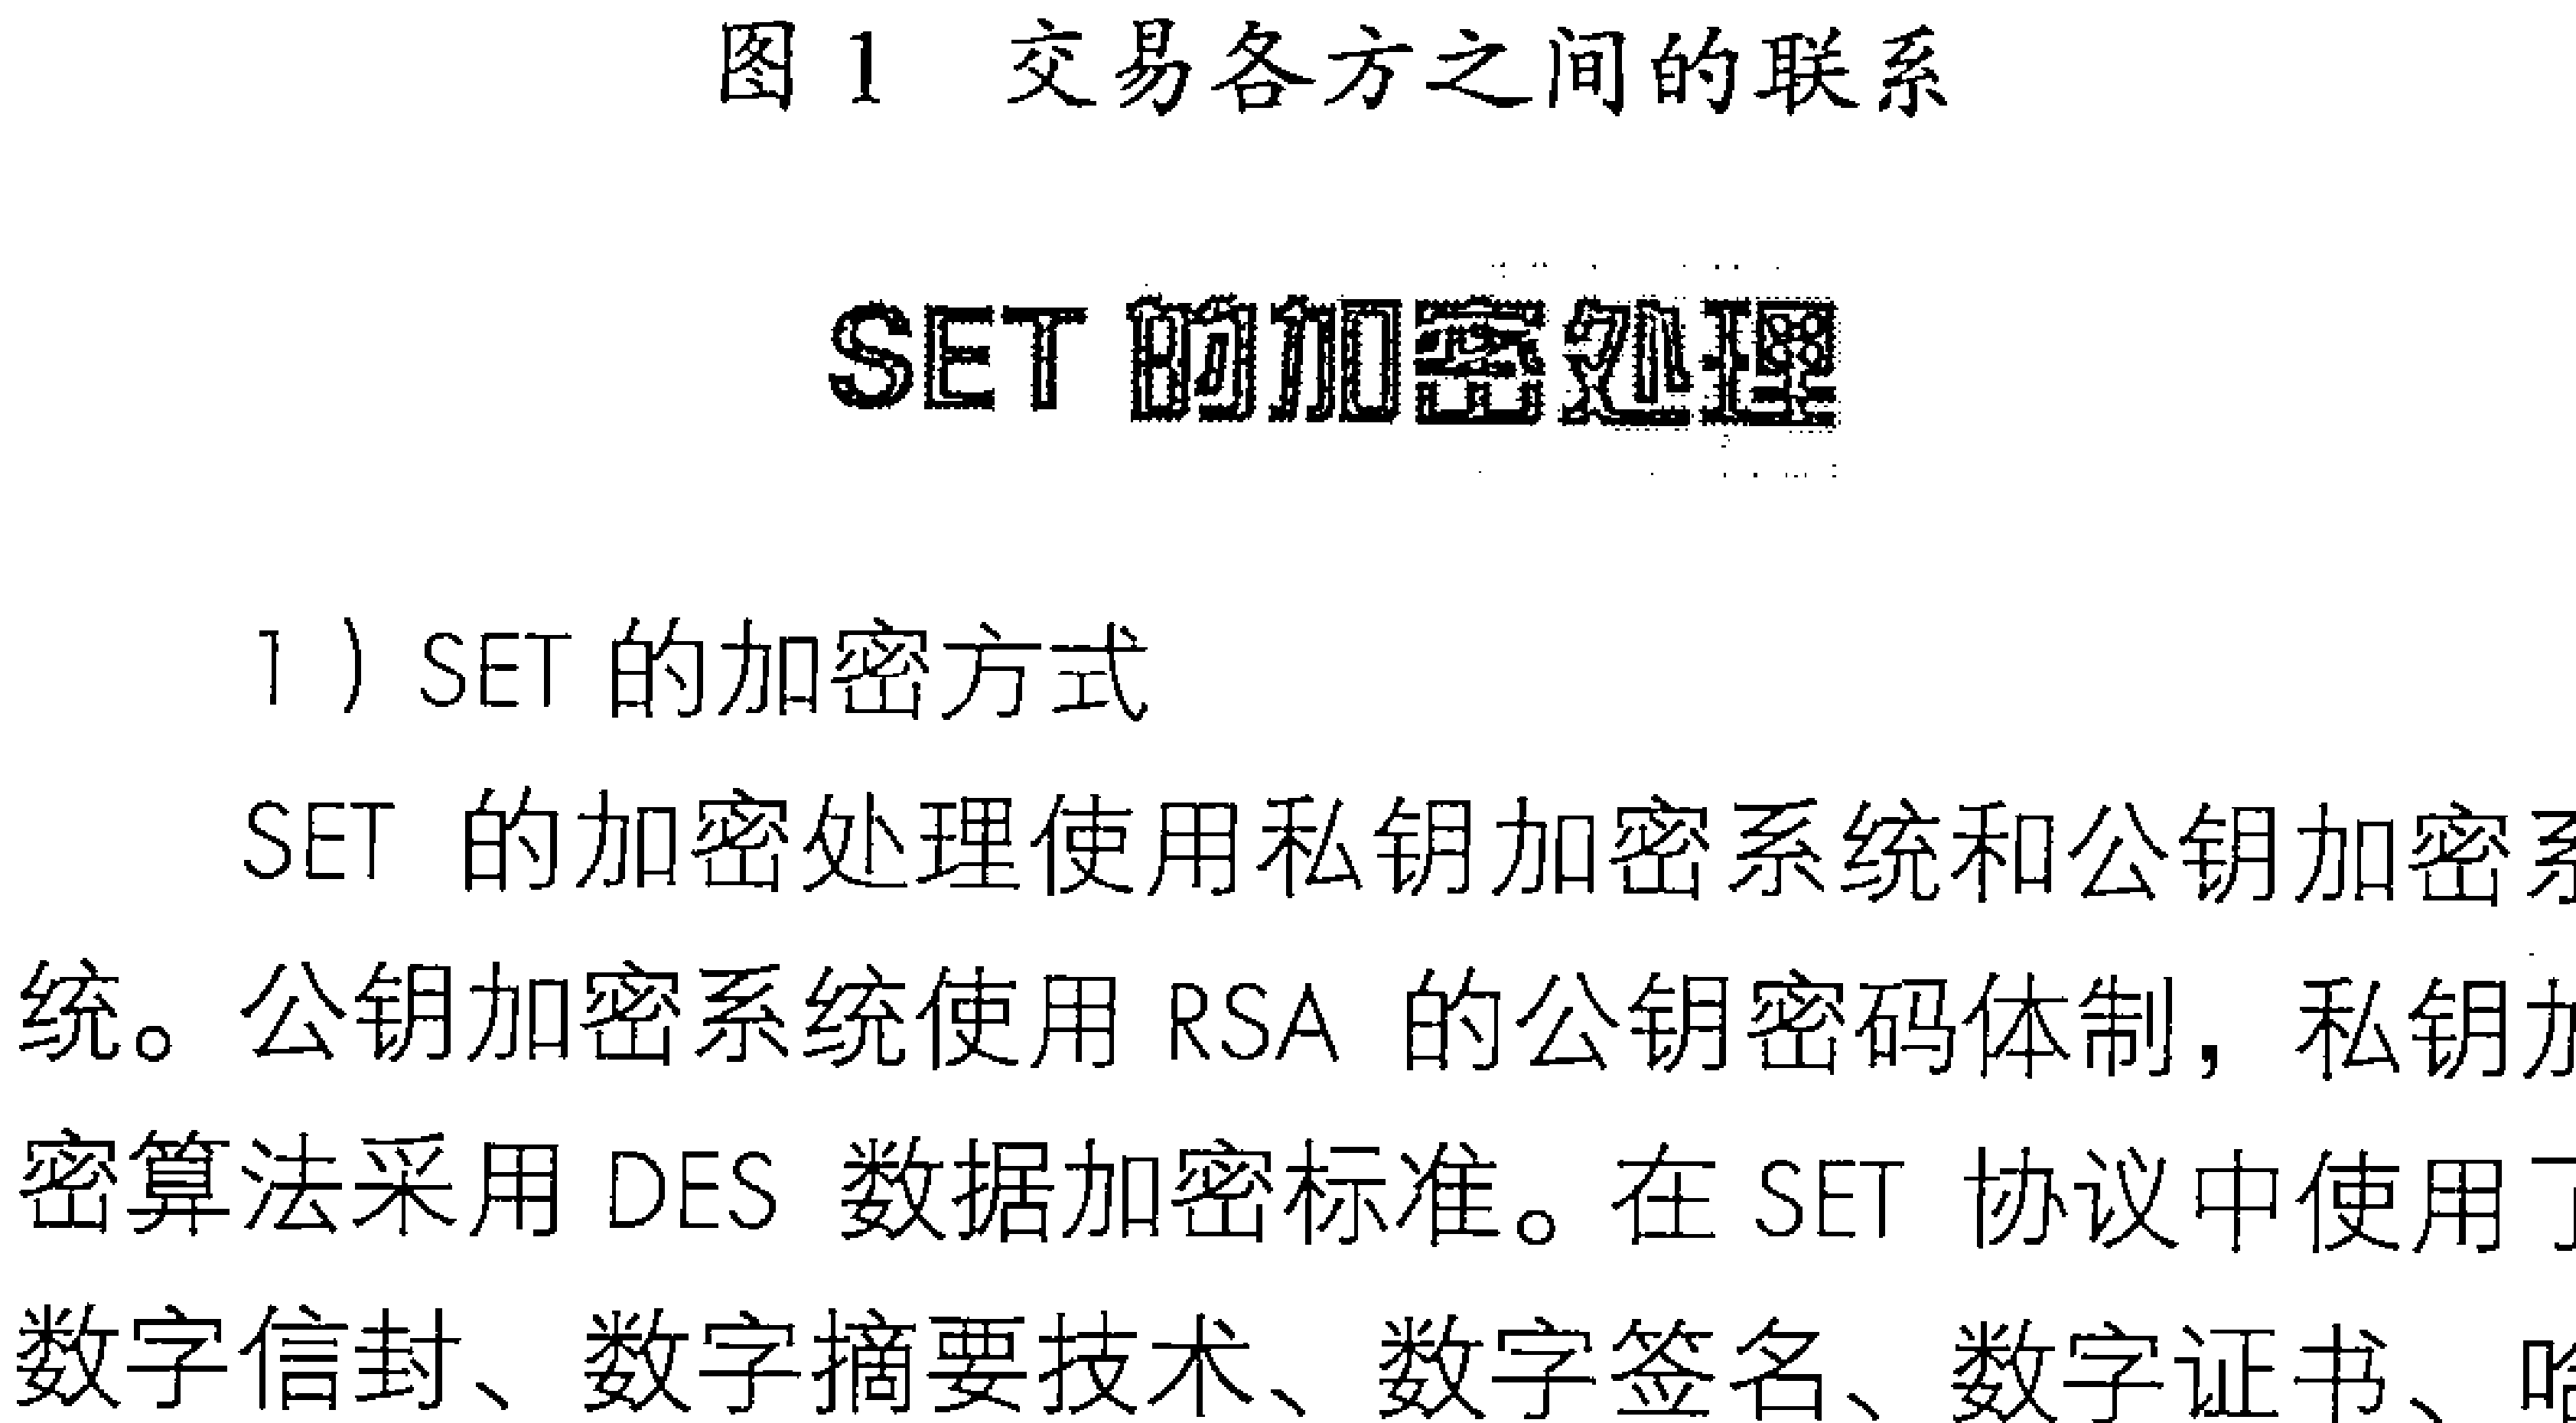 图 1 交易各方之间的联系
SET 的加密处理
1）SET 的加密方式
SET 的加密处理使用私钥加密系统和公钥加密系
统。公钥加密系统使用 RSA 的公钥密码体制，私钥加
密算法采用 DES 数据加密标准。在 SET 协议中使用了
数字信封、数字摘要技术、数字签名、数字证书、哈